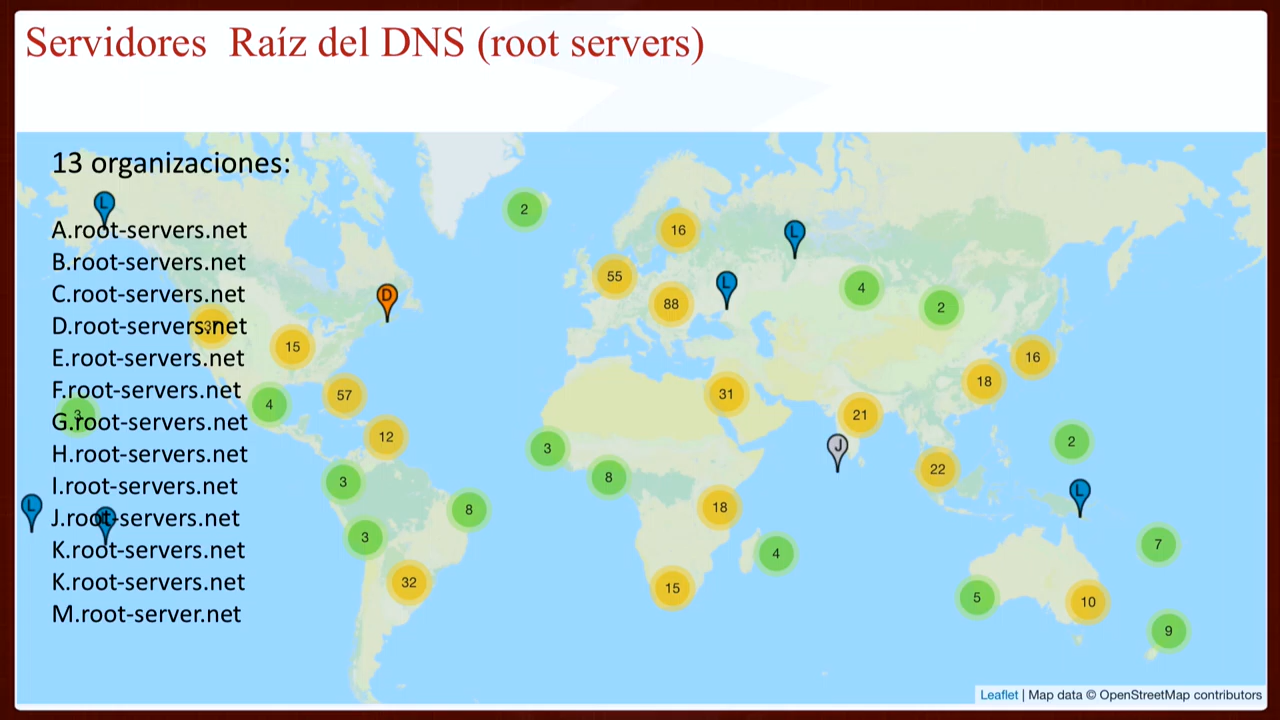 Servidores Raíz del DNS (root servers)
13 organizaciones:
A.root-servers.net
B.root-servers.net
C.root-servers.net
D.root-servers.net
E.root-servers.net
F.root-servers.net
G.root-servers.net
H.root-servers.net
I.root-servers.net
J.root-servers.net
K.root-servers.net
K.root-servers.net
M.root-server.net
L
2
16
L
55
L
4
D
88
2
15
16
18
57
31
4
21
3
12
2
3
J
8
22
3
L
L
8
18
L
3
4
7
32
15
5
10
9
Leaflet | Map data © OpenStreetMap contributors